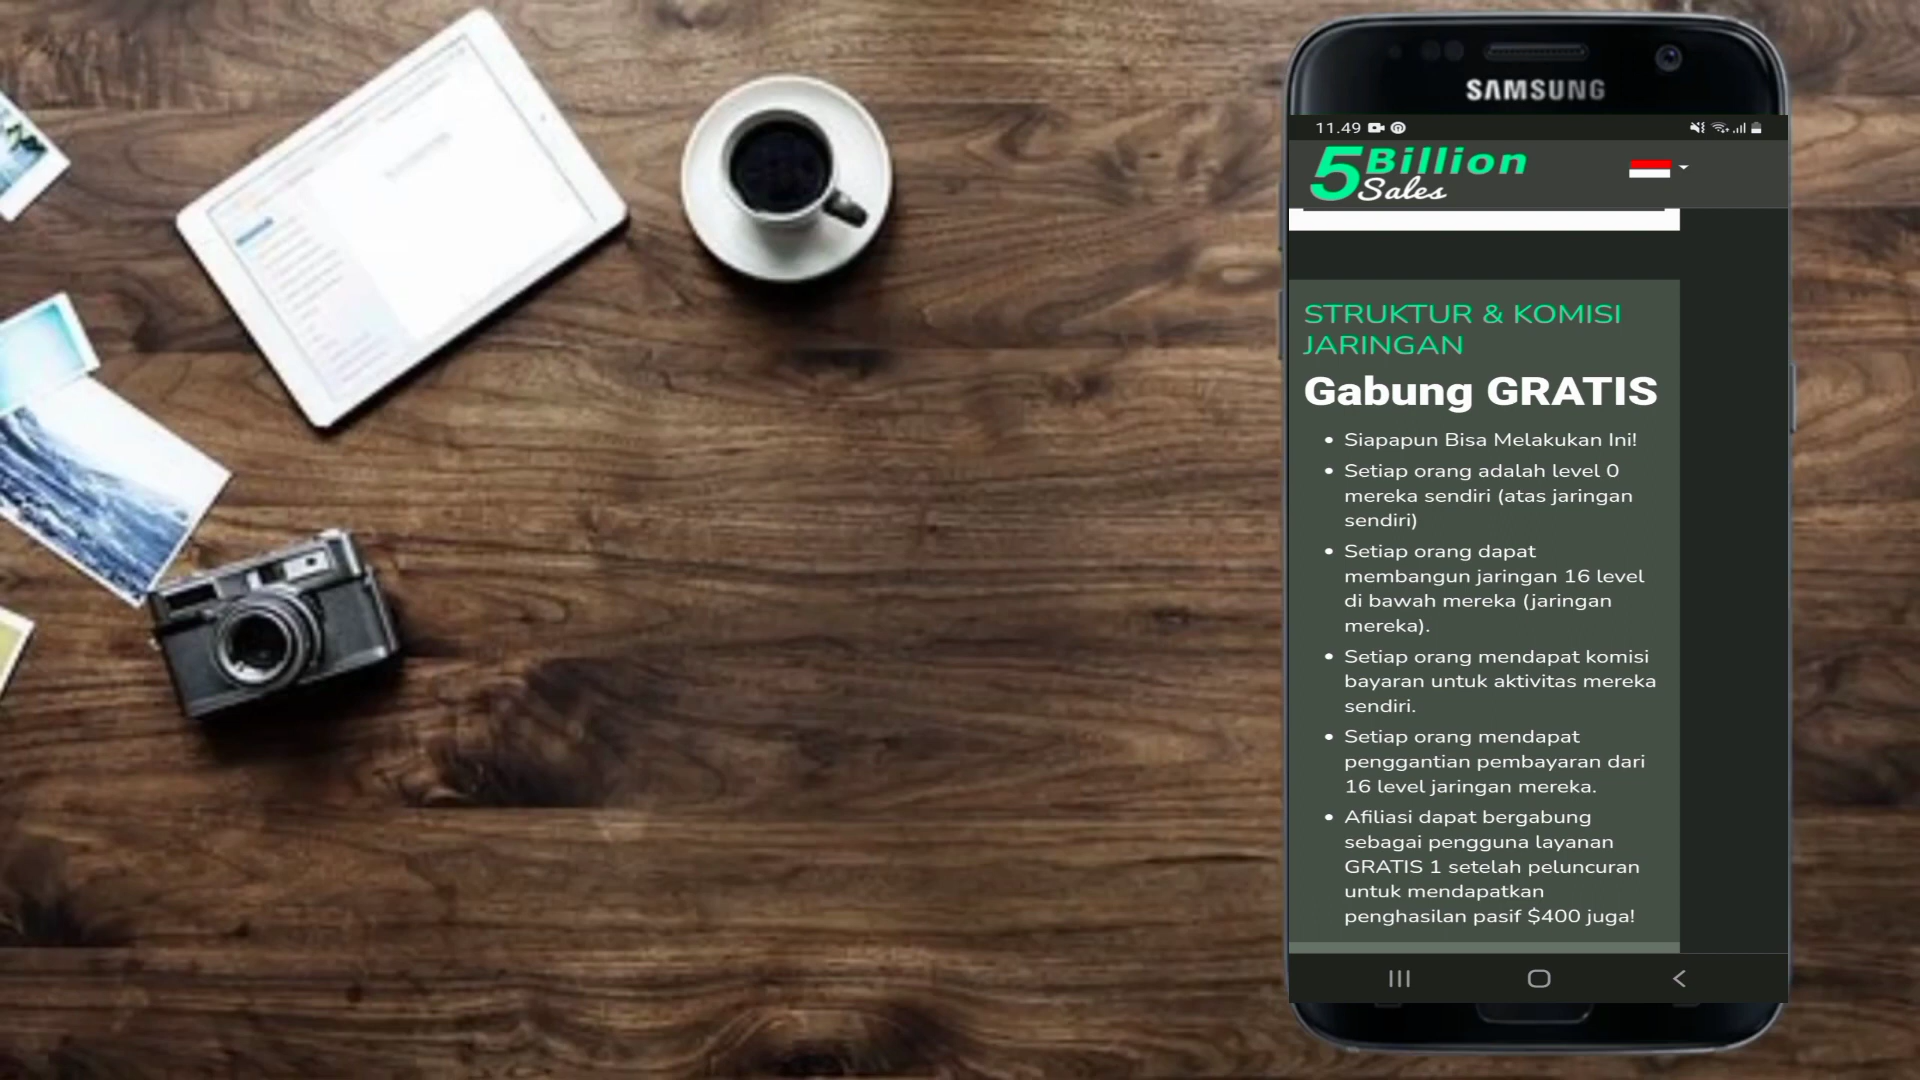 SAMSUNG
11.49
5 Billion
Sales
STRUKTUR & KOMISI
JARINGAN
Gabung GRATIS
• Siapapun Bisa Melakukan Ini!
• Setiap orang adalah level 0
mereka sendiri (atas jaringan
sendiri)
• Setiap orang dapat
membangun jaringan 16 level
di bawah mereka (jaringan
mereka).
• Setiap orang mendapat komisi
bayaran untuk aktivitas mereka
sendiri.
• Setiap orang mendapat
penggantian pembayaran dari
16 level jaringan mereka.
• Afiliasi dapat bergabung
sebagai pengguna layanan
GRATIS 1 setelah peluncuran
untuk mendapatkan
penghasilan pasif $400 juga!